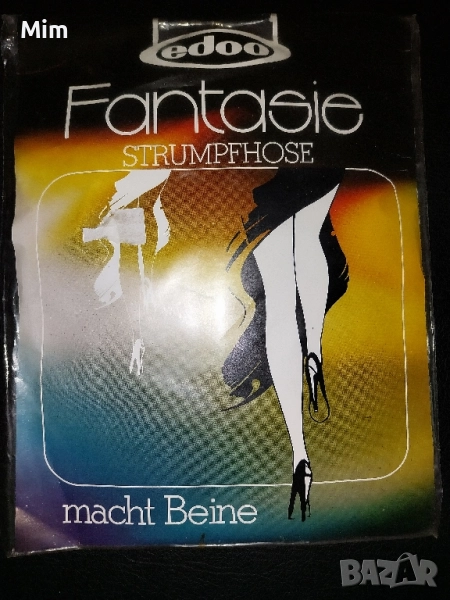 Mim
edoo
Fantasie
STRUMPFHOSE
macht Beine
BAZAR